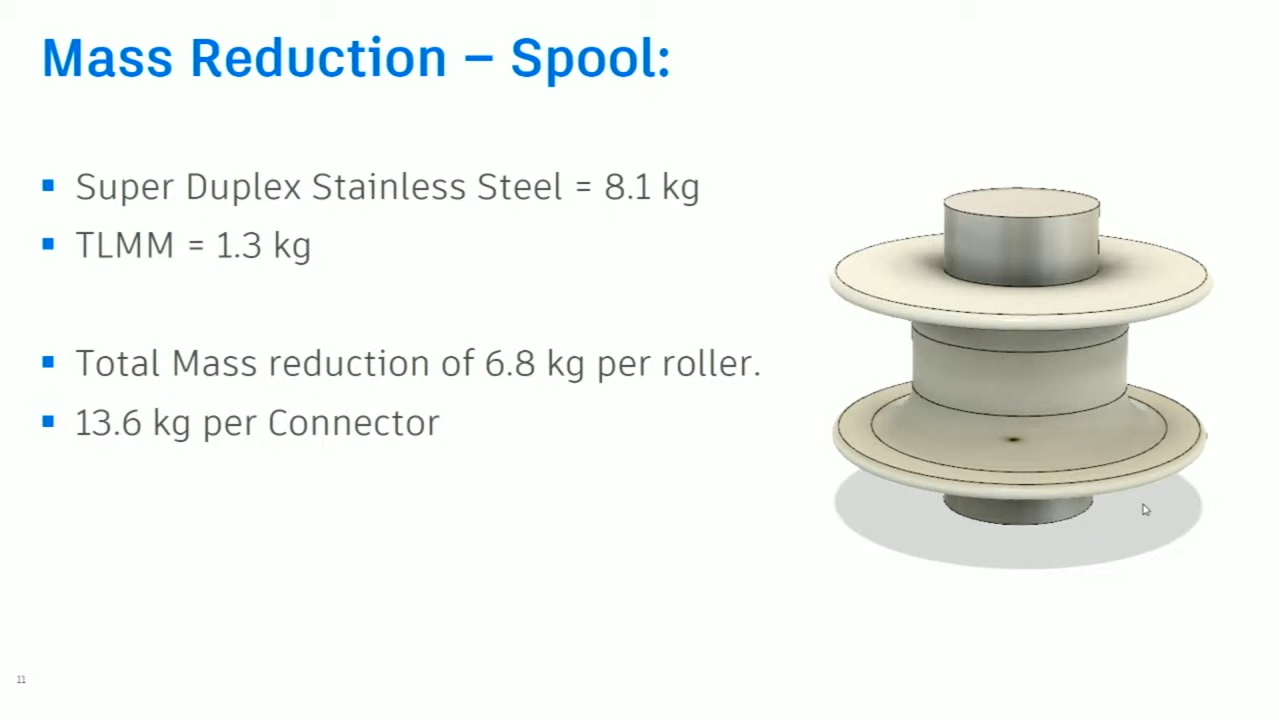 Mass Reduction – Spool:
Super Duplex Stainless Steel = 8.1 kg
TLMM = 1.3 kg
Total Mass reduction of 6.8 kg per roller.
13.6 kg per Connector
11